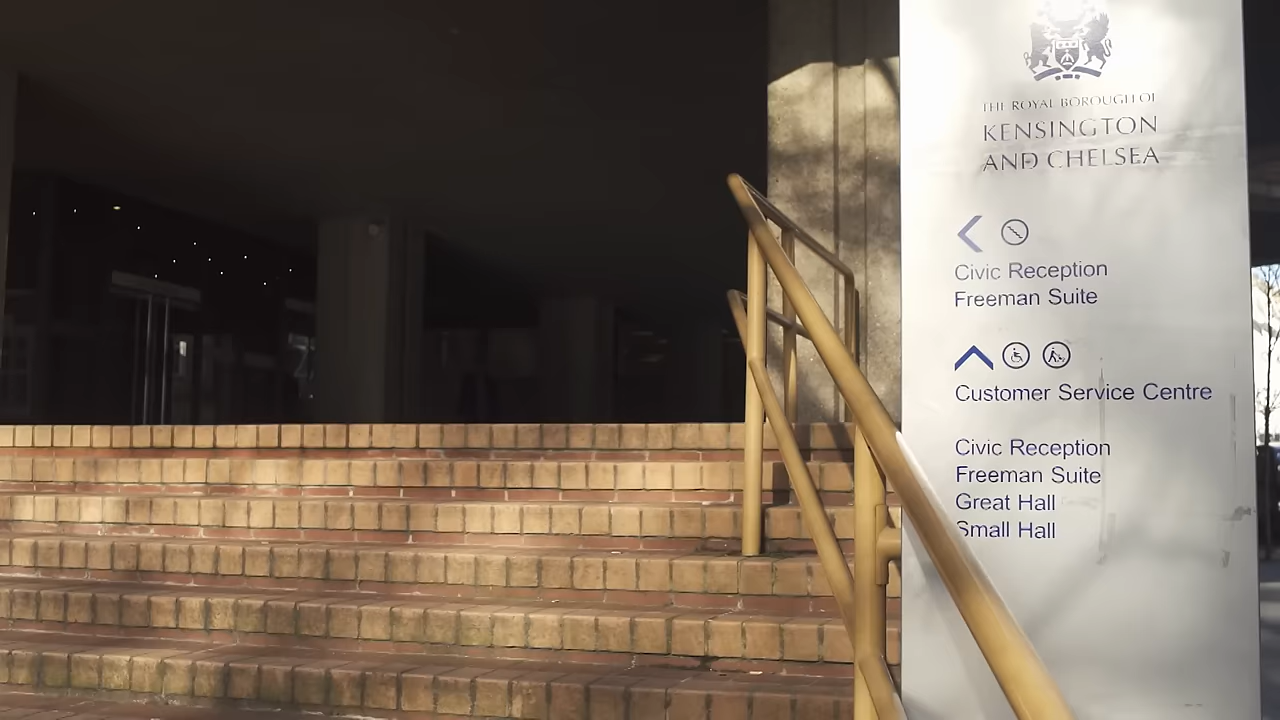 THE ROYAL BOROUGH OF
KENSINGTON
AND CHELSEA
Civic Reception
Freeman Suite
Customer Service Centre
Civic Reception
Freeman Suite
Great Hall
Small Hall